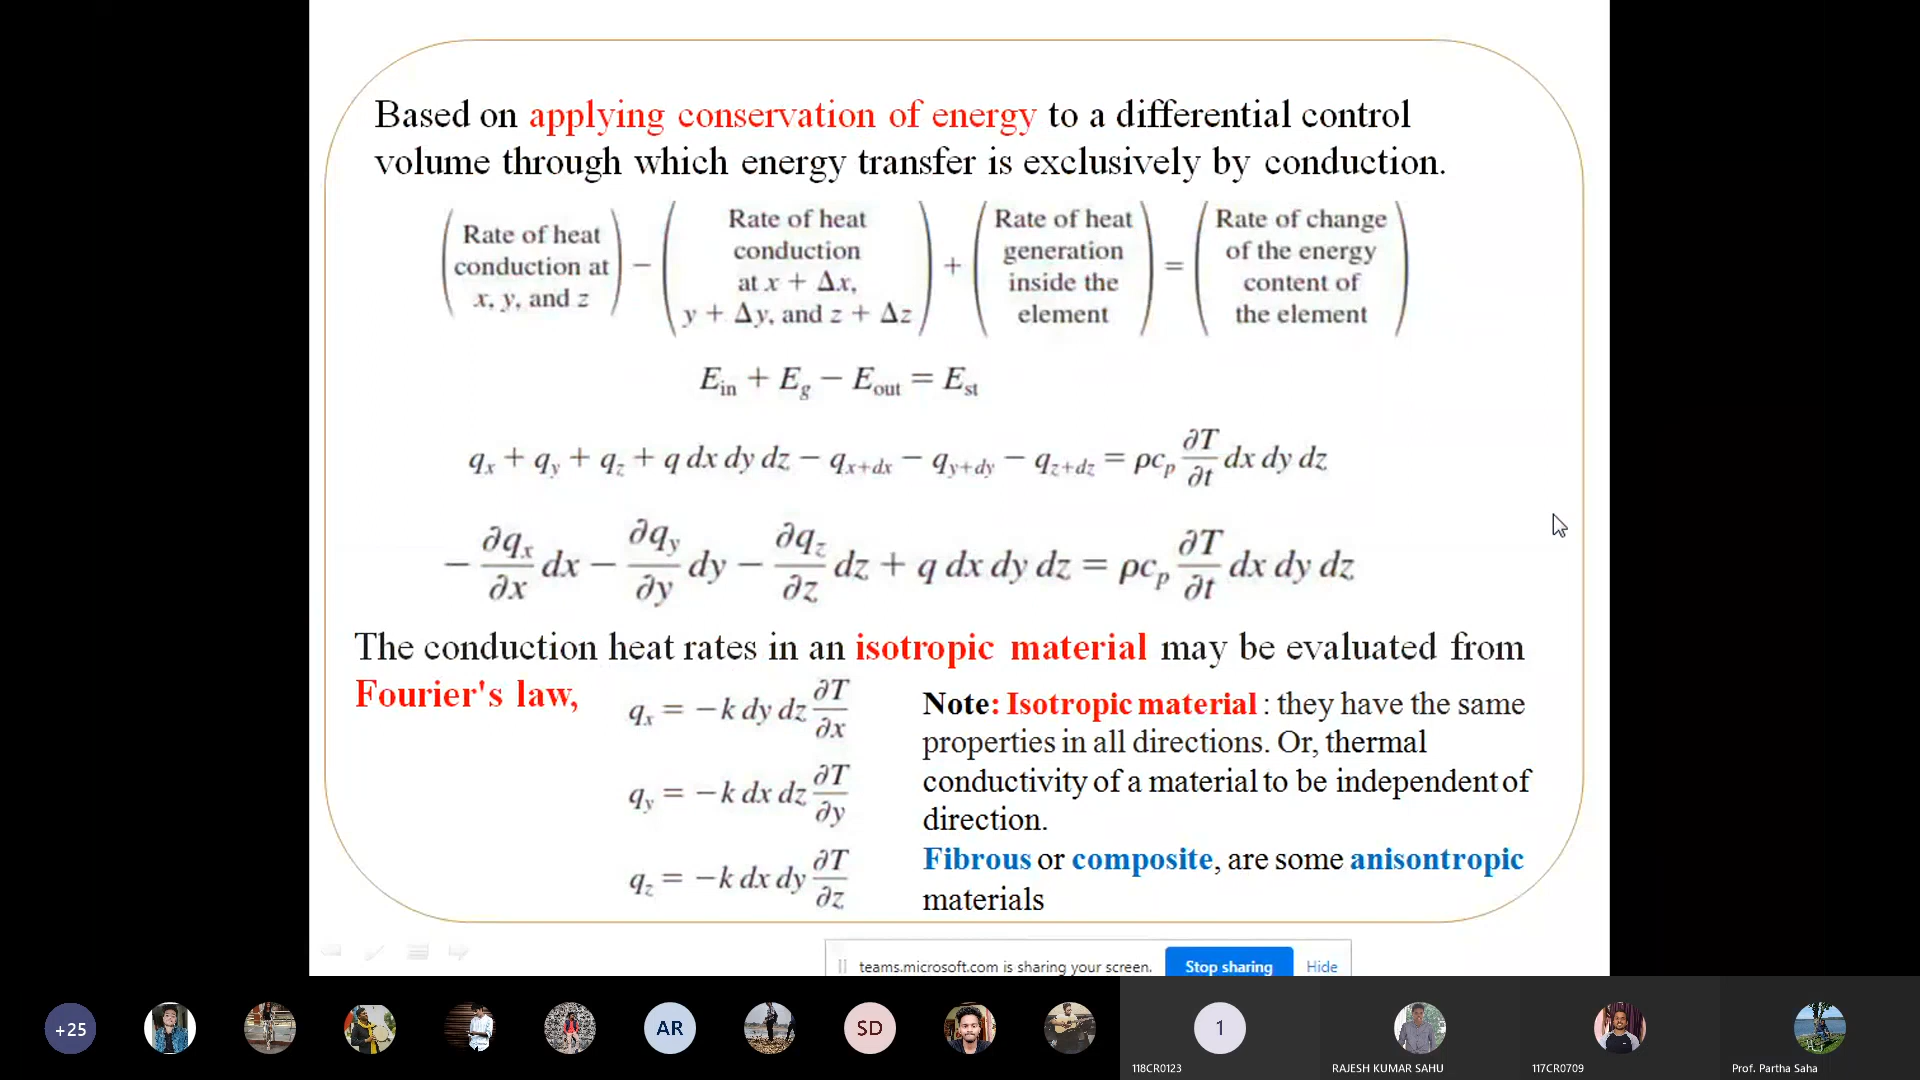 Based on applying conservation of energy to a differential control
volume through which energy transfer is exclusively by conduction.
(Rate of heat conduction at x, y, and z) − (Rate of heat conduction at x + Δx, y + Δy, and z + Δz) + (Rate of heat generation inside the element) = (Rate of change of the energy content of the element)
E_in + E_g − E_out = E_st
q_x + q_y + q_z + q dx dy dz − q_x+dx − q_y+dy − q_z+dz = ρc_p ∂T/∂t dx dy dz
− ∂q_x/∂x dx − ∂q_y/∂y dy − ∂q_z/∂z dz + q dx dy dz = ρc_p ∂T/∂t dx dy dz
The conduction heat rates in an isotropic material may be evaluated from
Fourier's law,
q_x = −k dy dz ∂T/∂x
q_y = −k dx dz ∂T/∂y
q_z = −k dx dy ∂T/∂z
Note: Isotropic material : they have the same
properties in all directions. Or, thermal
conductivity of a material to be independent of
direction.
Fibrous or composite, are some anisontropic
materials
teams.microsoft.com is sharing your screen. Stop sharing Hide
+25 AR SD 1
118CR0123 RAJESH KUMAR SAHU 117CR0709 Prof. Partha Saha